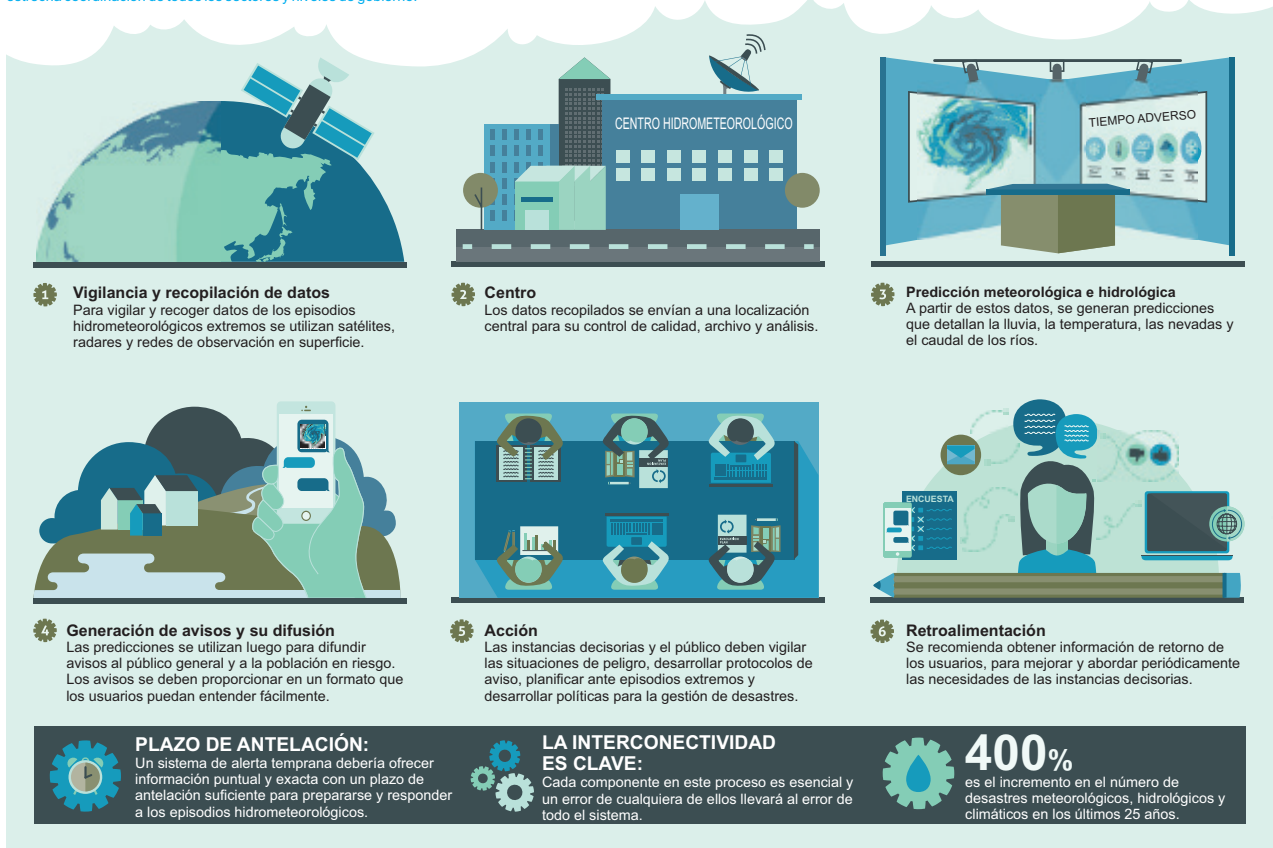 CENTRO HIDROMETEOROLÓGICO
TIEMPO ADVERSO
1
Vigilancia y recopilación de datos
Para vigilar y recoger datos de los episodios
hidrometeorológicos extremos se utilizan satélites,
radares y redes de observación en superficie.
2
Centro
Los datos recopilados se envían a una localización
central para su control de calidad, archivo y análisis.
3
Predicción meteorológica e hidrológica
A partir de estos datos, se generan predicciones
que detallan la lluvia, la temperatura, las nevadas y
el caudal de los ríos.
ENCUESTA
4
Generación de avisos y su difusión
Las predicciones se utilizan luego para difundir
avisos al público general y a la población en riesgo.
Los avisos se deben proporcionar en un formato que
los usuarios puedan entender fácilmente.
5
Acción
Las instancias decisorias y el público deben vigilar
las situaciones de peligro, desarrollar protocolos de
aviso, planificar ante episodios extremos y
desarrollar políticas para la gestión de desastres.
6
Retroalimentación
Se recomienda obtener información de retorno de
los usuarios, para mejorar y abordar periódicamente
las necesidades de las instancias decisorias.
PLAZO DE ANTELACIÓN:
Un sistema de alerta temprana debería ofrecer
información puntual y exacta con un plazo de
antelación suficiente para prepararse y responder
a los episodios hidrometeorológicos.
LA INTERCONECTIVIDAD
ES CLAVE:
Cada componente en este proceso es esencial y
un error de cualquiera de ellos llevará al error de
todo el sistema.
400%
es el incremento en el número de
desastres meteorológicos, hidrológicos y
climáticos en los últimos 25 años.